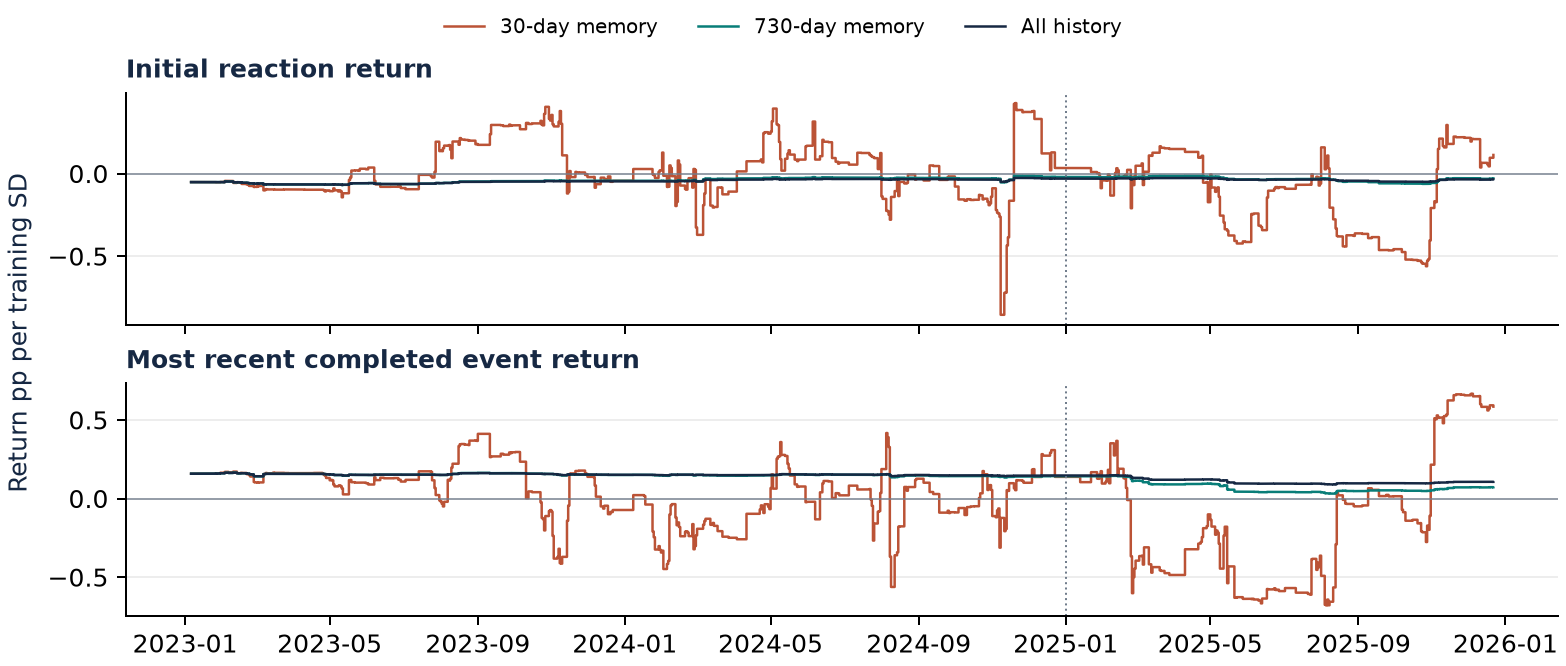 30-day memory 730-day memory All history
Initial reaction return
0.0
−0.5
Return pp per training SD
Most recent completed event return
0.5
0.0
−0.5
2023-01 2023-05 2023-09 2024-01 2024-05 2024-09 2025-01 2025-05 2025-09 2026-01